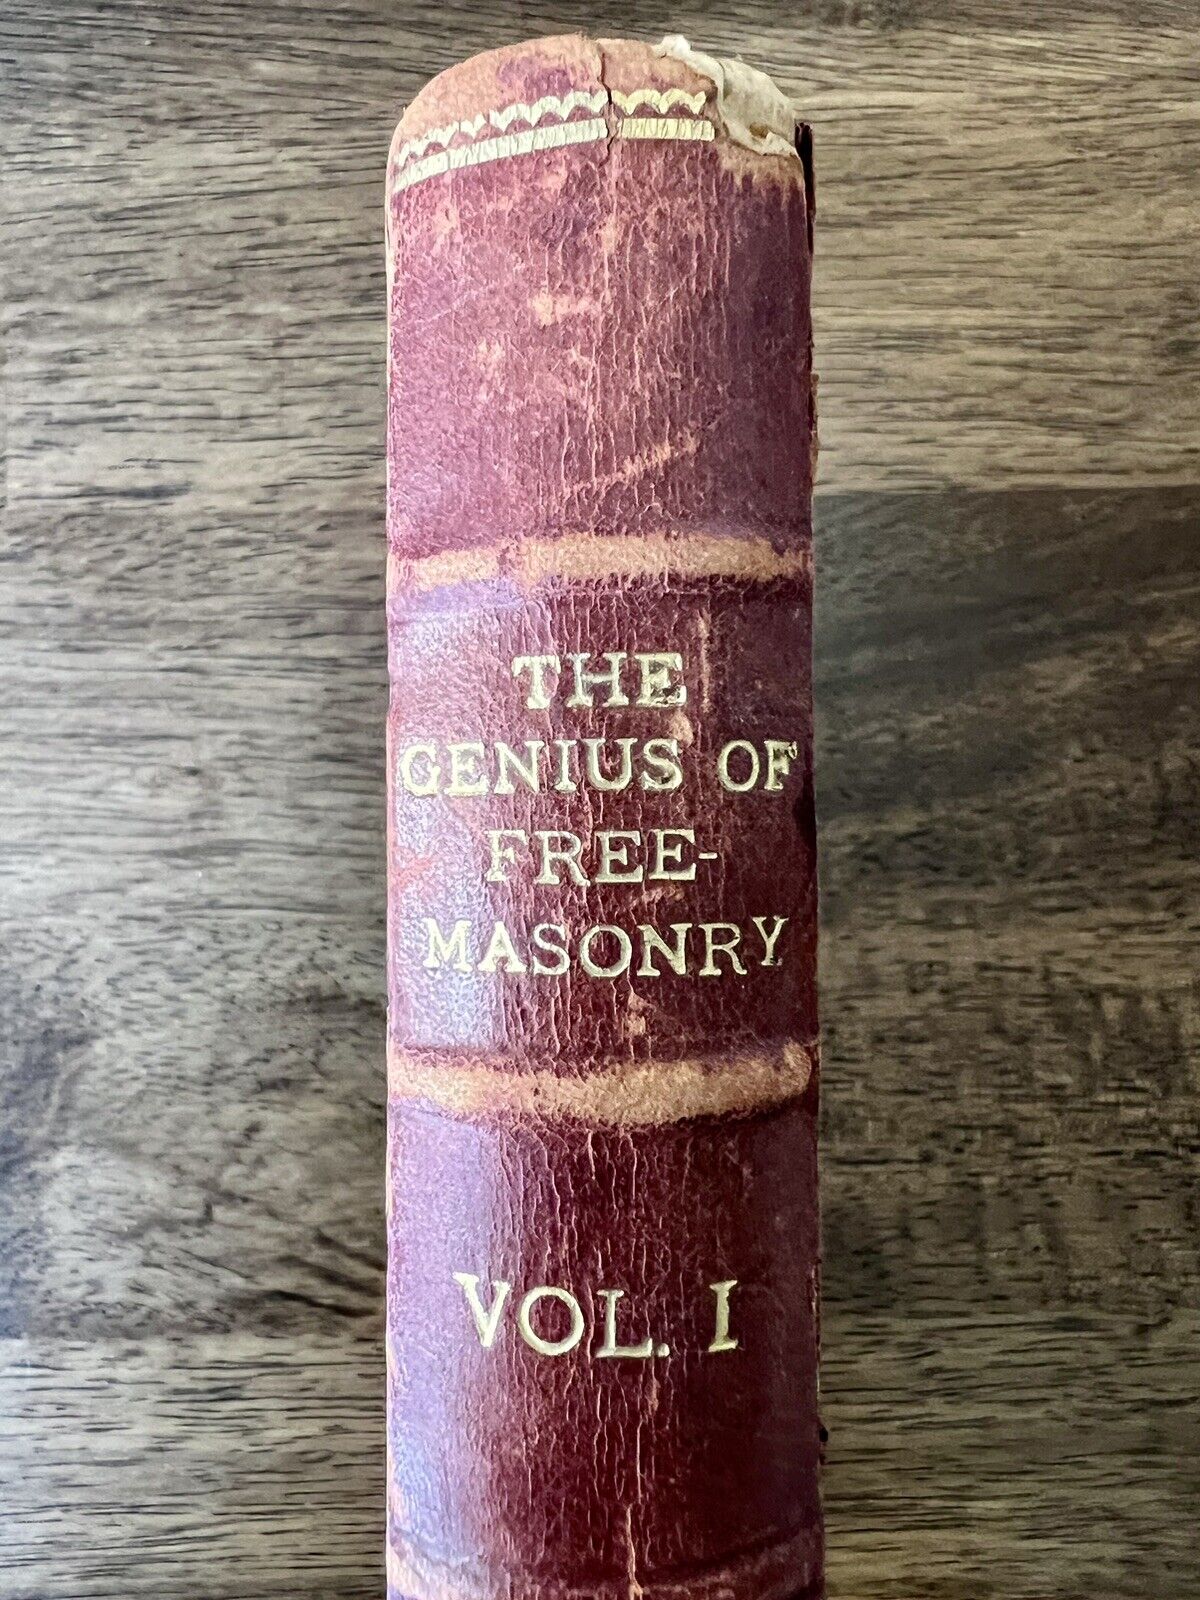 THE
GENIUS OF
FREE-
MASONRY
VOL. I